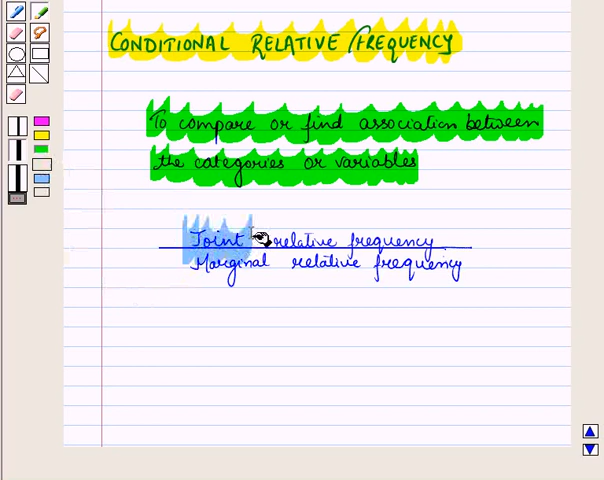 CONDITIONAL RELATIVE FREQUENCY
To compare or find association between
the categories or variables
Joint relative frequency
Marginal relative frequency